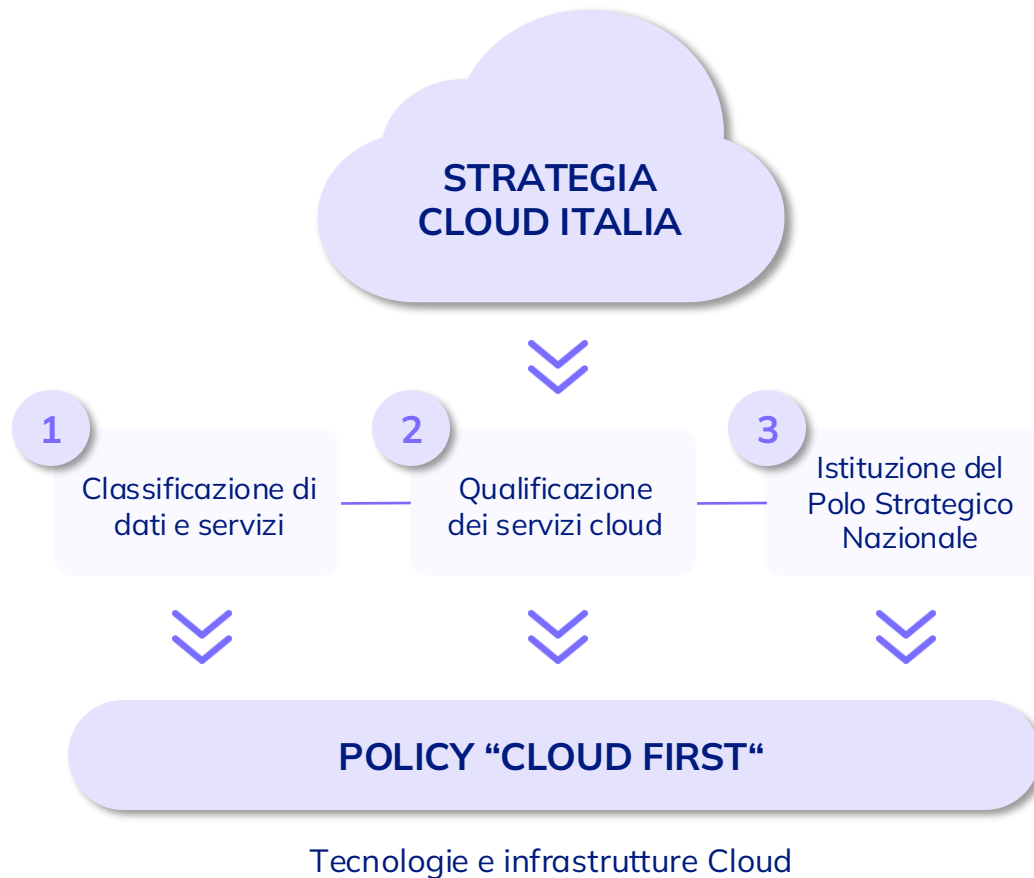 STRATEGIA
CLOUD ITALIA
1
Classificazione di
dati e servizi
2
Qualificazione
dei servizi cloud
3
Istituzione del
Polo Strategico
Nazionale
POLICY “CLOUD FIRST“
Tecnologie e infrastrutture Cloud